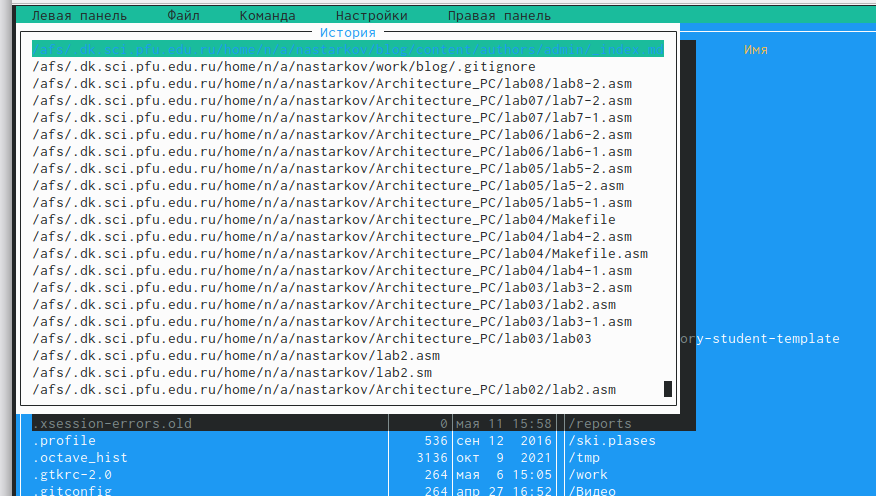 Левая панель Файл Команда Настройки Правая панель
История
Имя
/afs/.dk.sci.pfu.edu.ru/home/n/a/nastarkov/blog/content/authors/admin/_index.md
/afs/.dk.sci.pfu.edu.ru/home/n/a/nastarkov/work/blog/.gitignore
/afs/.dk.sci.pfu.edu.ru/home/n/a/nastarkov/Architecture_PC/lab08/lab8-2.asm
/afs/.dk.sci.pfu.edu.ru/home/n/a/nastarkov/Architecture_PC/lab07/lab7-2.asm
/afs/.dk.sci.pfu.edu.ru/home/n/a/nastarkov/Architecture_PC/lab07/lab7-1.asm
/afs/.dk.sci.pfu.edu.ru/home/n/a/nastarkov/Architecture_PC/lab06/lab6-2.asm
/afs/.dk.sci.pfu.edu.ru/home/n/a/nastarkov/Architecture_PC/lab06/lab6-1.asm
/afs/.dk.sci.pfu.edu.ru/home/n/a/nastarkov/Architecture_PC/lab05/lab5-2.asm
/afs/.dk.sci.pfu.edu.ru/home/n/a/nastarkov/Architecture_PC/lab05/la5-2.asm
/afs/.dk.sci.pfu.edu.ru/home/n/a/nastarkov/Architecture_PC/lab05/lab5-1.asm
/afs/.dk.sci.pfu.edu.ru/home/n/a/nastarkov/Architecture_PC/lab04/Makefile
/afs/.dk.sci.pfu.edu.ru/home/n/a/nastarkov/Architecture_PC/lab04/lab4-2.asm
/afs/.dk.sci.pfu.edu.ru/home/n/a/nastarkov/Architecture_PC/lab04/Makefile.asm
/afs/.dk.sci.pfu.edu.ru/home/n/a/nastarkov/Architecture_PC/lab04/lab4-1.asm
/afs/.dk.sci.pfu.edu.ru/home/n/a/nastarkov/Architecture_PC/lab03/lab3-2.asm
/afs/.dk.sci.pfu.edu.ru/home/n/a/nastarkov/Architecture_PC/lab03/lab2.asm
/afs/.dk.sci.pfu.edu.ru/home/n/a/nastarkov/Architecture_PC/lab03/lab3-1.asm
/afs/.dk.sci.pfu.edu.ru/home/n/a/nastarkov/Architecture_PC/lab03/lab03
ory-student-template
/afs/.dk.sci.pfu.edu.ru/home/n/a/nastarkov/lab2.asm
/afs/.dk.sci.pfu.edu.ru/home/n/a/nastarkov/lab2.sm
/afs/.dk.sci.pfu.edu.ru/home/n/a/nastarkov/Architecture_PC/lab02/lab2.asm
.xsession-errors.old 0 мая 11 15:58 /reports
.profile 536 сен 12 2016 /ski.plases
.octave_hist 3136 окт 9 2021 /tmp
.gtkrc-2.0 264 мая 6 15:05 /work
.gitconfig 264 апр 27 16:52 /Видео